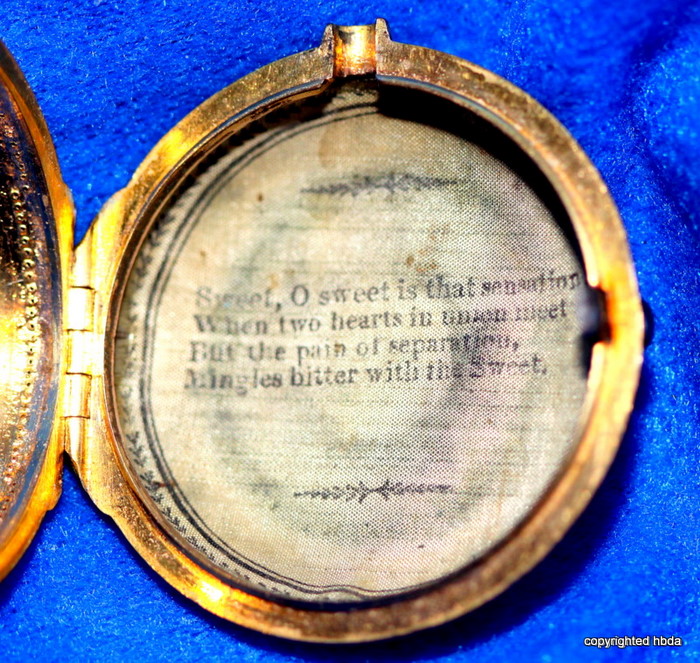 Sweet, O sweet is that sensation
When two hearts in union meet
But the pain of separation,
Mingles bitter with the Sweet.
copyrighted hbda